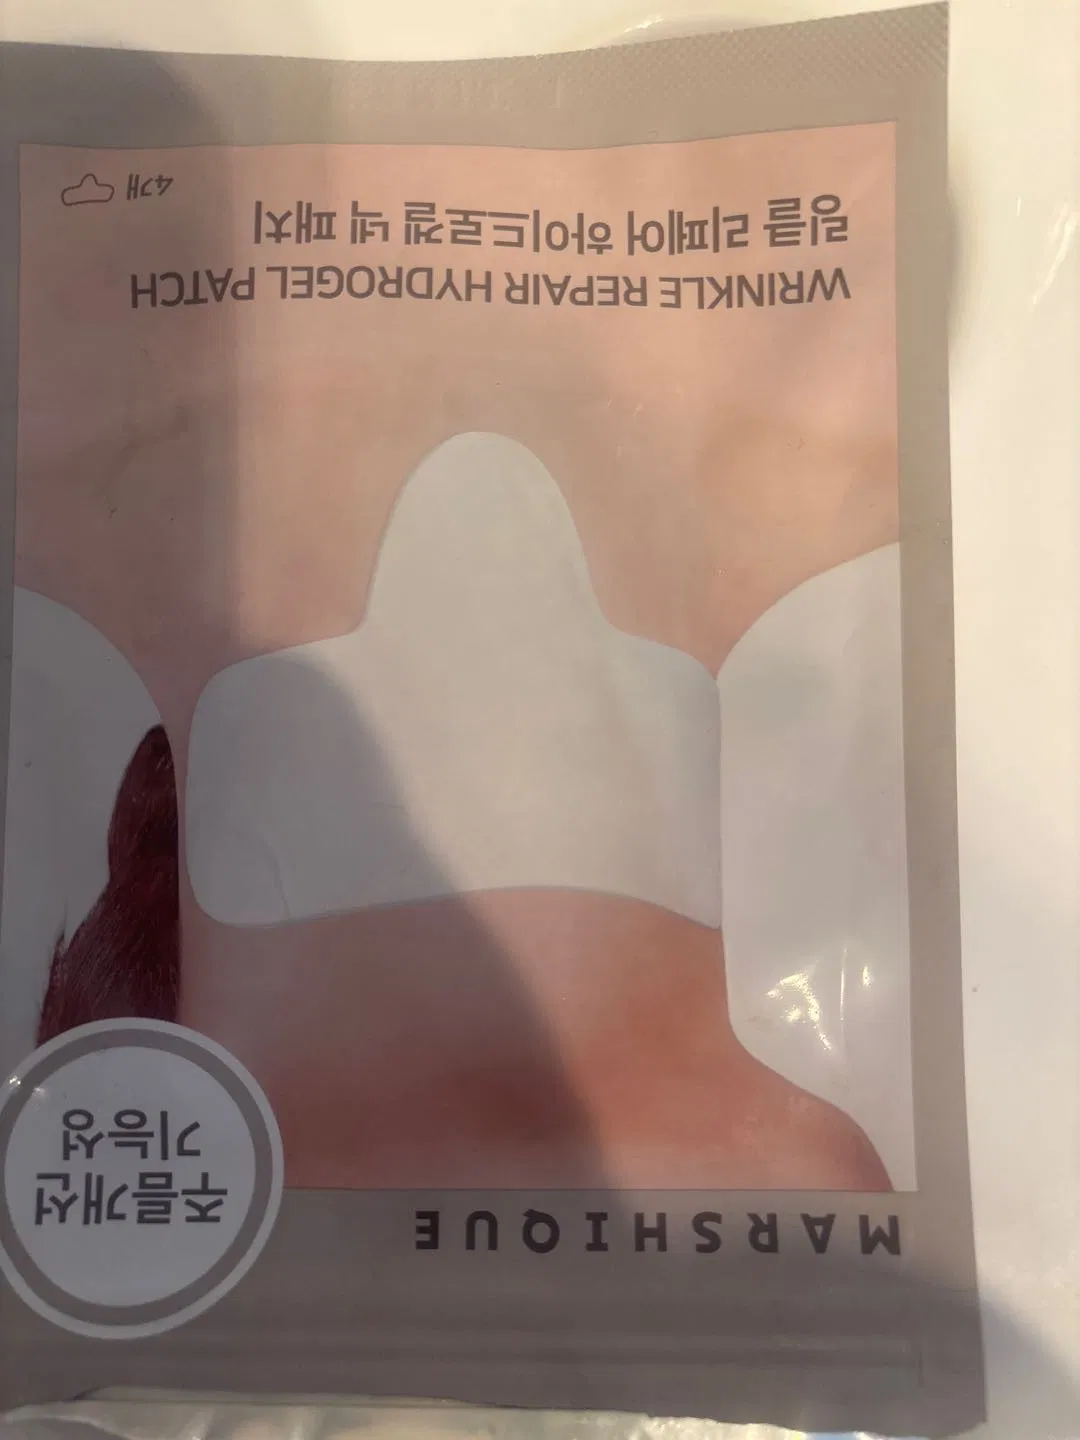 MARSHIQUE
주름개선
기능성
WRINKLE REPAIR HYDROGEL PATCH
링클 리페어 하이드로겔 넥 패치
4개